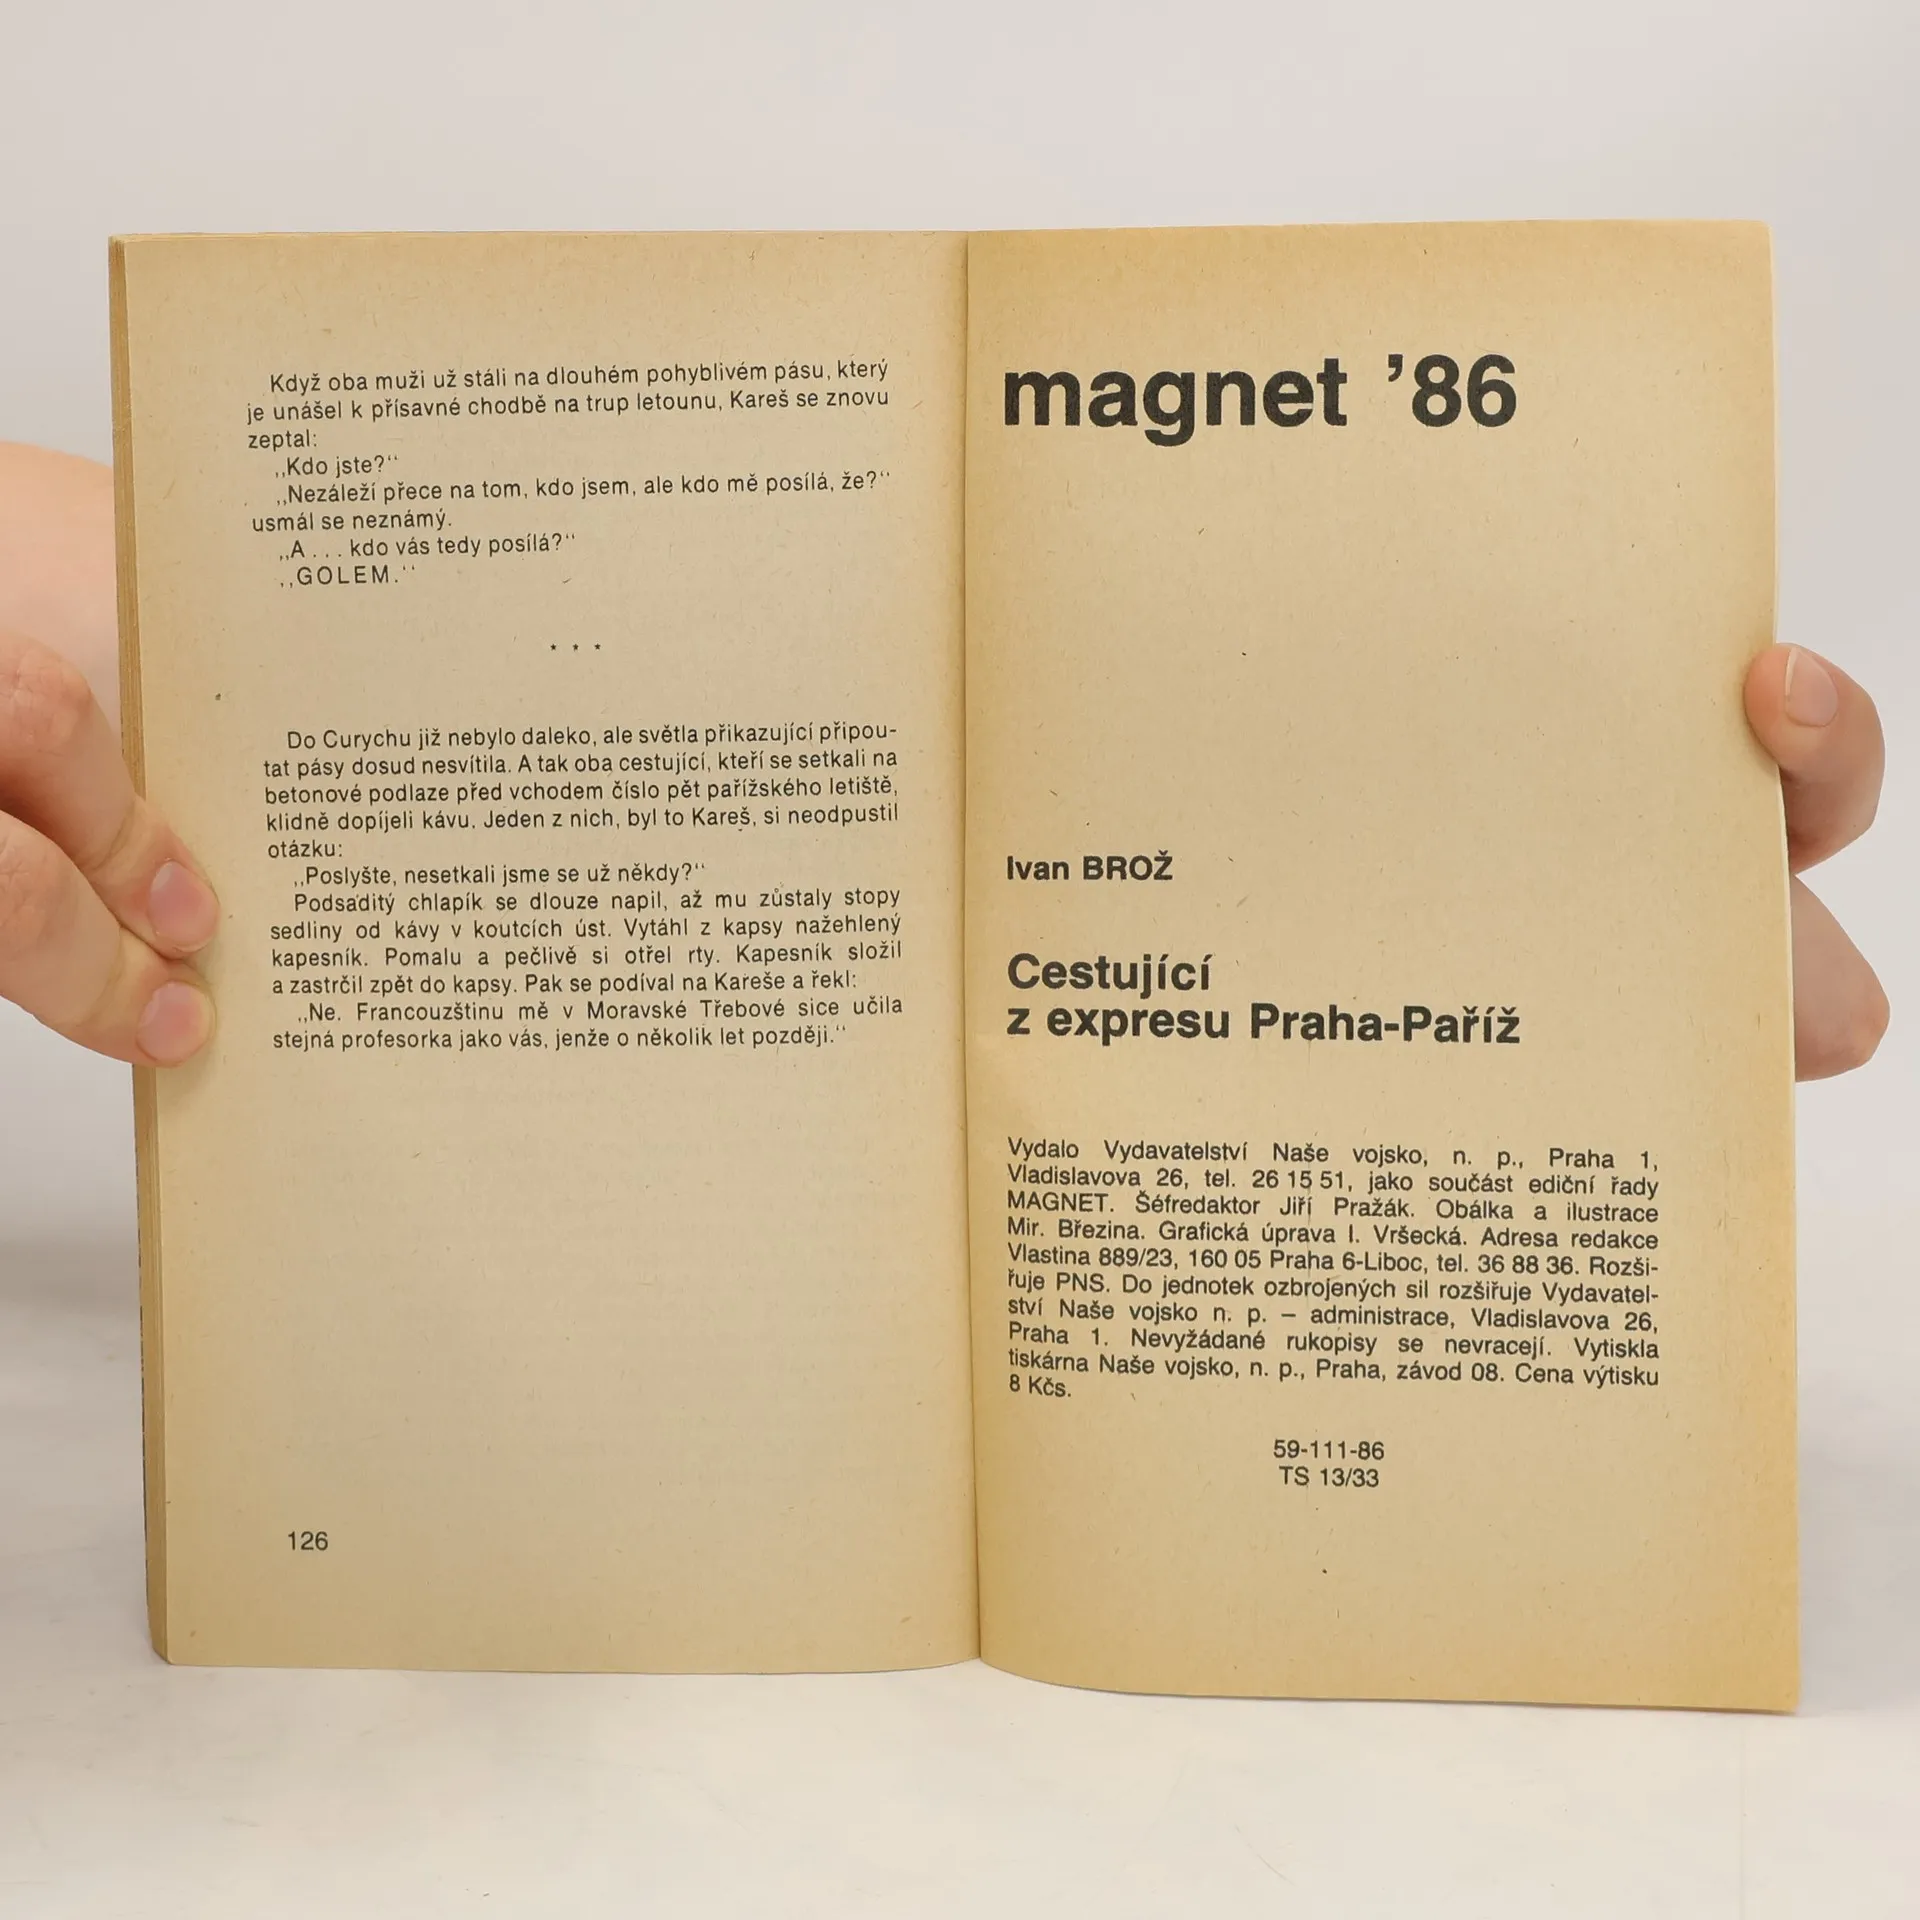 Když oba muži už stáli na dlouhém pohyblivém pásu, který
je unášel k přísavné chodbě na trup letounu, Kareš se znovu
zeptal:
„Kdo jste?“
„Nezáleží přece na tom, kdo jsem, ale kdo mě posílá, že?“
usmál se neznámý.
„A . . . kdo vás tedy posílá?“
„GOLEM.“
* * *
Do Curychu již nebylo daleko, ale světla přikazující připou-
tat pásy dosud nesvítila. A tak oba cestující, kteří se setkali na
betonové podlaze před vchodem číslo pět pařížského letiště,
klidně dopíjeli kávu. Jeden z nich, byl to Kareš, si neodpustil
otázku:
„Poslyšte, nesetkali jsme se už někdy?“
Podsaditý chlapík se dlouze napil, až mu zůstaly stopy
sedliny od kávy v koutcích úst. Vytáhl z kapsy nažehlený
kapesník. Pomalu a pečlivě si otřel rty. Kapesník složil
a zastrčil zpět do kapsy. Pak se podíval na Kareše a řekl:
„Ne. Francouzštinu mě v Moravské Třebové sice učila
stejná profesorka jako vás, jenže o několik let později.“
126
magnet ’86
Ivan BROŽ
Cestující
z expresu Praha-Paříž
Vydalo Vydavatelství Naše vojsko, n. p., Praha 1,
Vladislavova 26, tel. 26 15 51, jako součást ediční řady
MAGNET. Šéfredaktor Jiří Pražák. Obálka a ilustrace
Mir. Březina. Grafická úprava I. Vršecká. Adresa redakce
Vlastina 889/23, 160 05 Praha 6-Liboc, tel. 36 88 36. Rozši-
řuje PNS. Do jednotek ozbrojených sil rozšiřuje Vydavatel-
ství Naše vojsko n. p. – administrace, Vladislavova 26,
Praha 1. Nevyžádané rukopisy se nevracejí. Vytiskla
tiskárna Naše vojsko, n. p., Praha, závod 08. Cena výtisku
8 Kčs.
59-111-86
TS 13/33